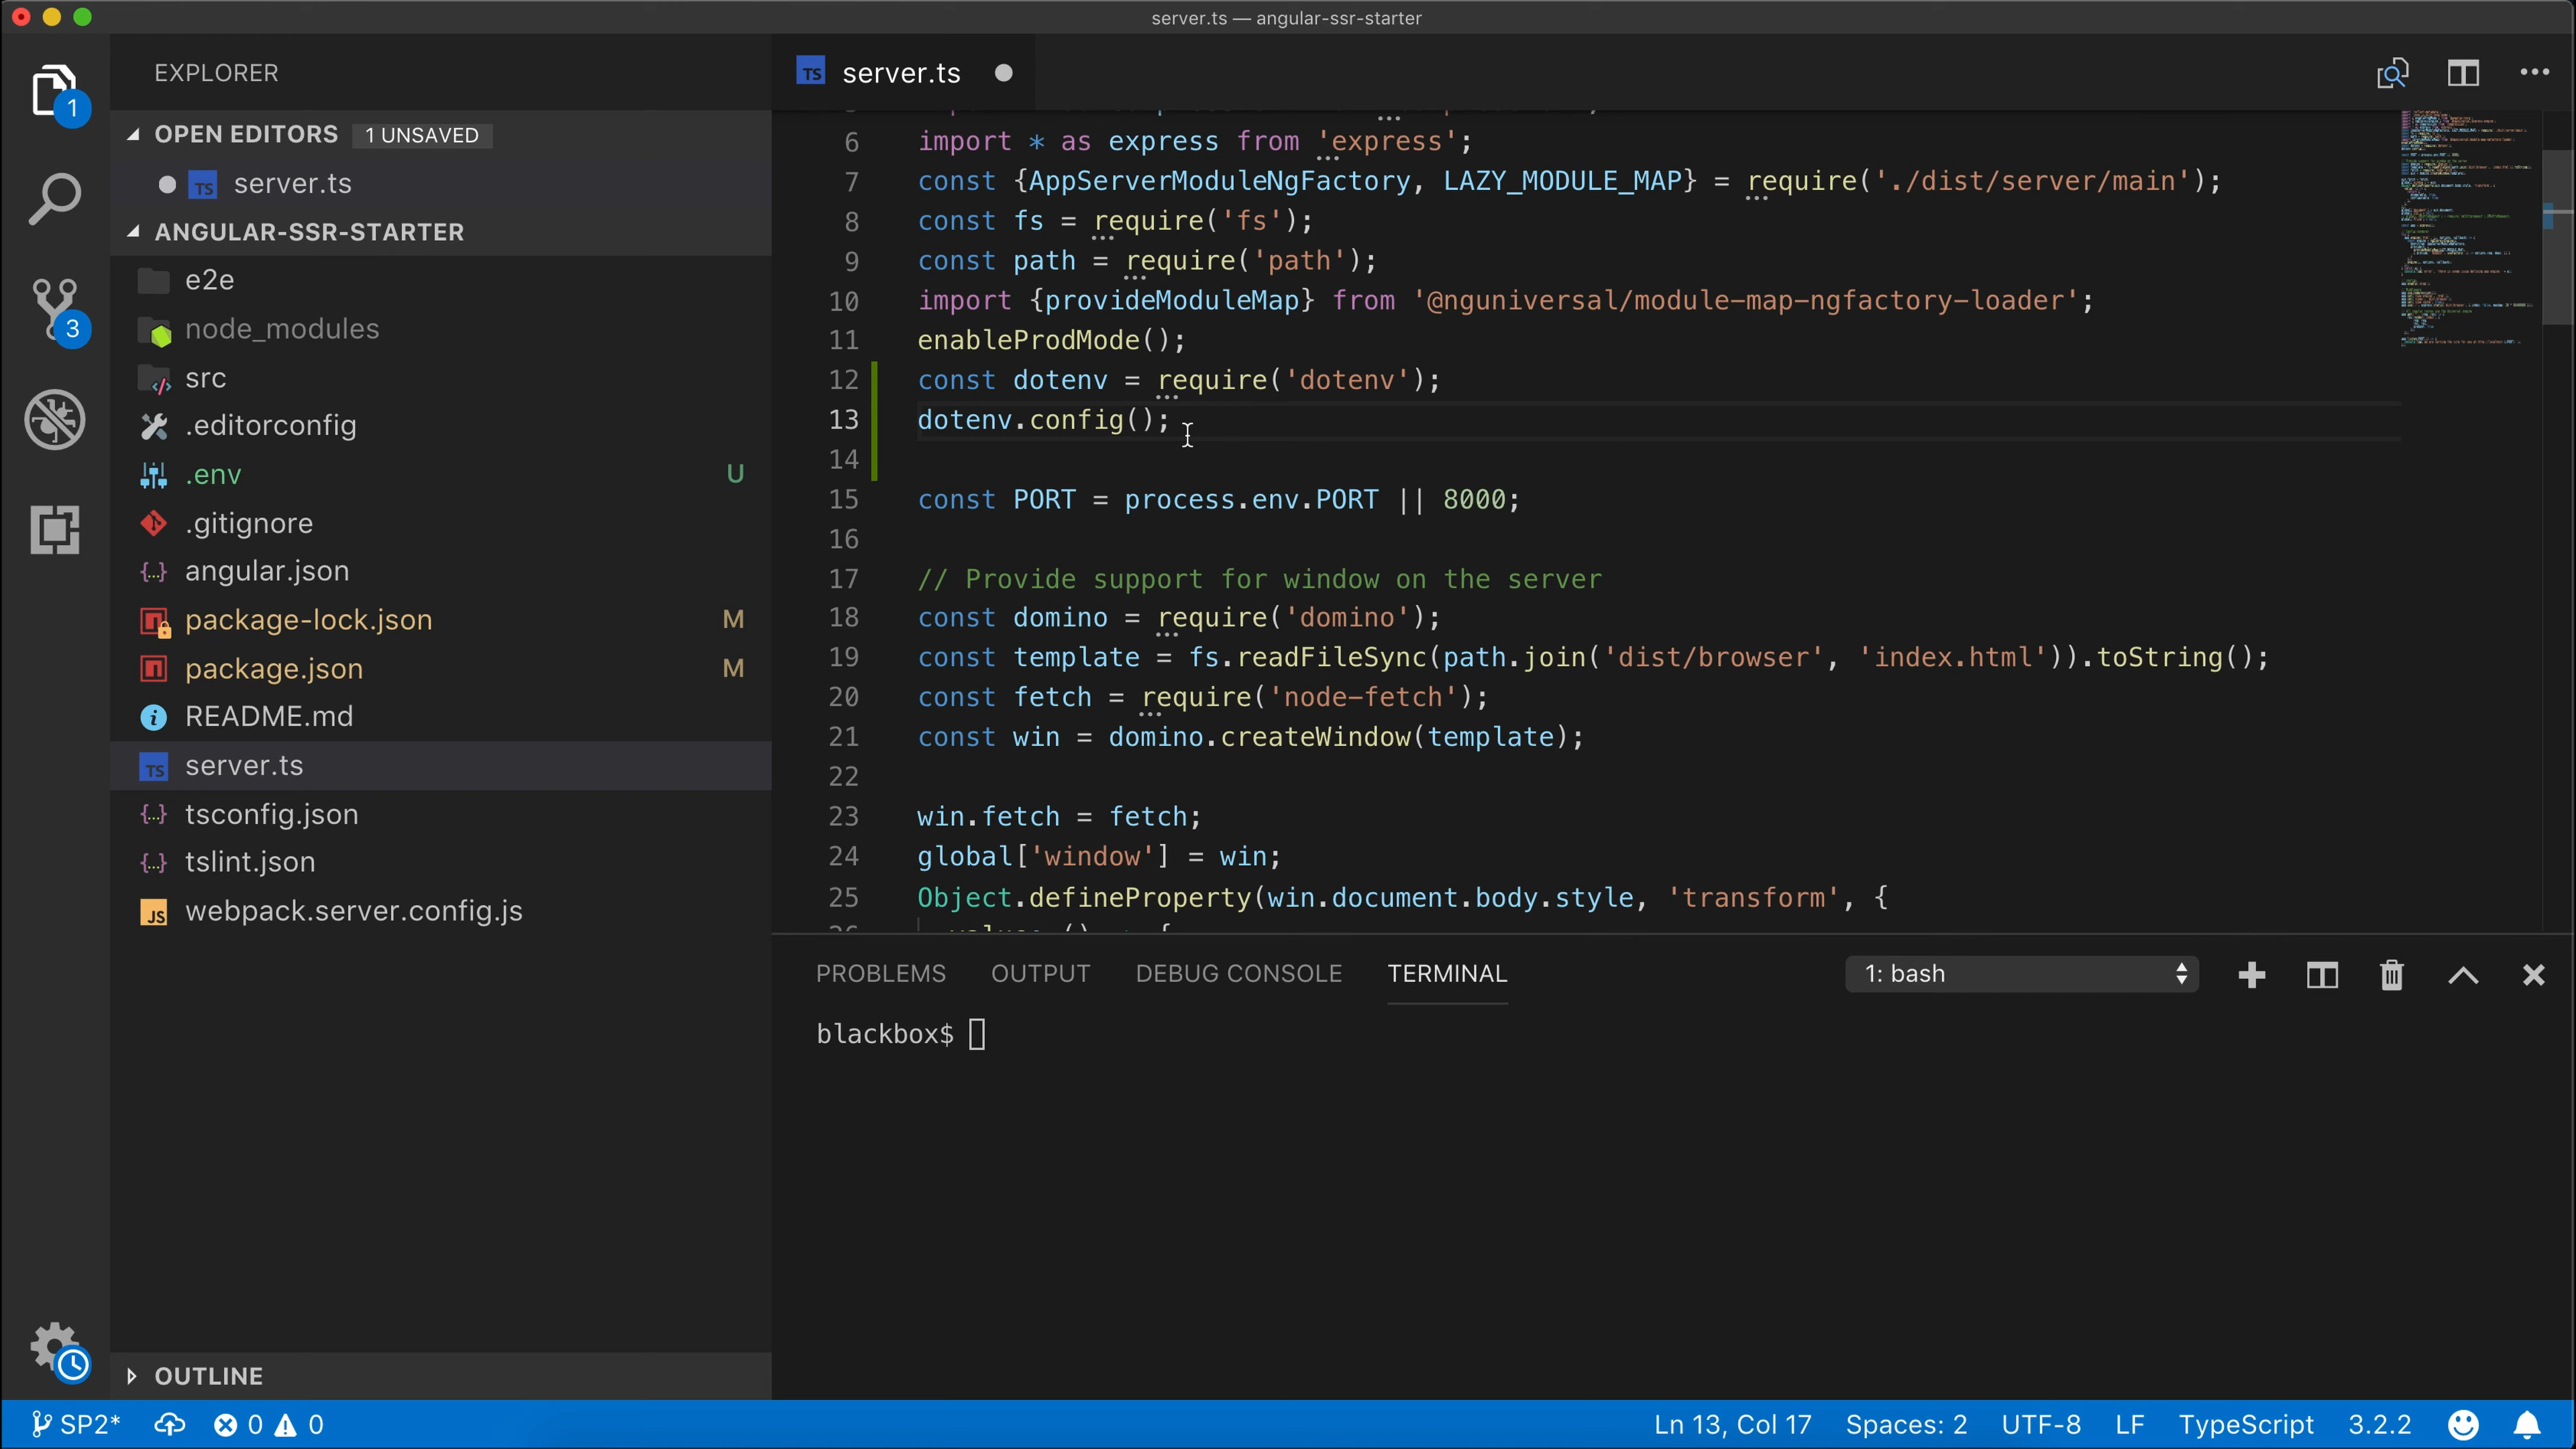 server.ts — angular-ssr-starter
EXPLORER
1
OPEN EDITORS 1 UNSAVED
TS server.ts
ANGULAR-SSR-STARTER
e2e
node_modules
3
src
.editorconfig
.env U
.gitignore
angular.json
package-lock.json M
package.json M
README.md
TS server.ts
tsconfig.json
tslint.json
JS webpack.server.config.js
OUTLINE
TS server.ts
6 import * as express from 'express';
7 const {AppServerModuleNgFactory, LAZY_MODULE_MAP} = require('./dist/server/main');
8 const fs = require('fs');
9 const path = require('path');
10 import {provideModuleMap} from '@nguniversal/module-map-ngfactory-loader';
11 enableProdMode();
12 const dotenv = require('dotenv');
13 dotenv.config();
14
15 const PORT = process.env.PORT || 8000;
16
17 // Provide support for window on the server
18 const domino = require('domino');
19 const template = fs.readFileSync(path.join('dist/browser', 'index.html')).toString();
20 const fetch = require('node-fetch');
21 const win = domino.createWindow(template);
22
23 win.fetch = fetch;
24 global['window'] = win;
25 Object.defineProperty(win.document.body.style, 'transform', {
PROBLEMS OUTPUT DEBUG CONSOLE TERMINAL 1: bash
blackbox$
SP2* 0 0 Ln 13, Col 17 Spaces: 2 UTF-8 LF TypeScript 3.2.2